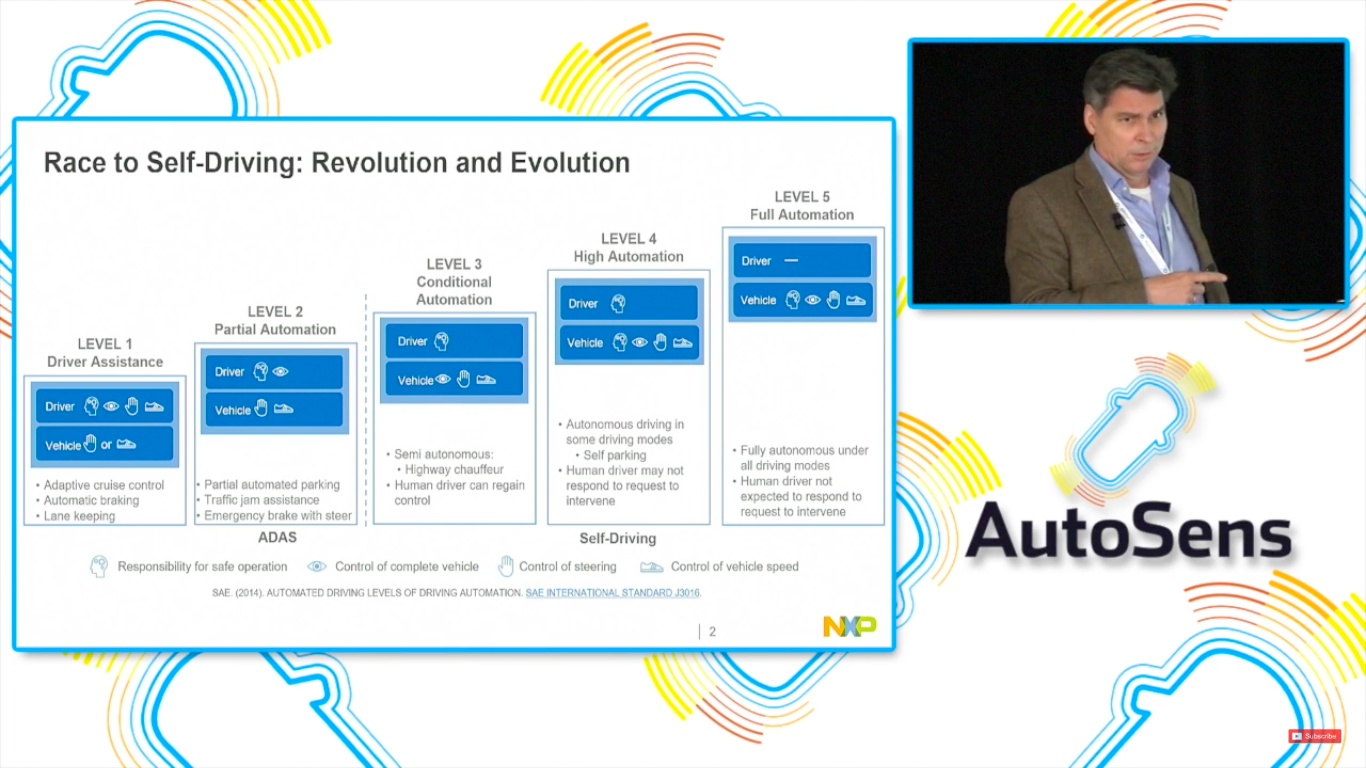 Race to Self-Driving: Revolution and Evolution
LEVEL 1
Driver Assistance
Driver
Vehicle or
• Adaptive cruise control
• Automatic braking
• Lane keeping
LEVEL 2
Partial Automation
Driver
Vehicle
• Partial automated parking
• Traffic jam assistance
• Emergency brake with steer
ADAS
LEVEL 3
Conditional
Automation
Driver
Vehicle
• Semi autonomous:
• Highway chauffeur
• Human driver can regain
control
LEVEL 4
High Automation
Driver
Vehicle
• Autonomous driving in
some driving modes
• Self parking
• Human driver may not
respond to request to
intervene
Self-Driving
LEVEL 5
Full Automation
Driver —
Vehicle
• Fully autonomous under
all driving modes
• Human driver not
expected to respond to
request to intervene
Responsibility for safe operation
Control of complete vehicle
Control of steering
Control of vehicle speed
SAE. (2014). AUTOMATED DRIVING LEVELS OF DRIVING AUTOMATION. SAE INTERNATIONAL STANDARD J3016.
| 2
NXP
AutoSens
Subscribe